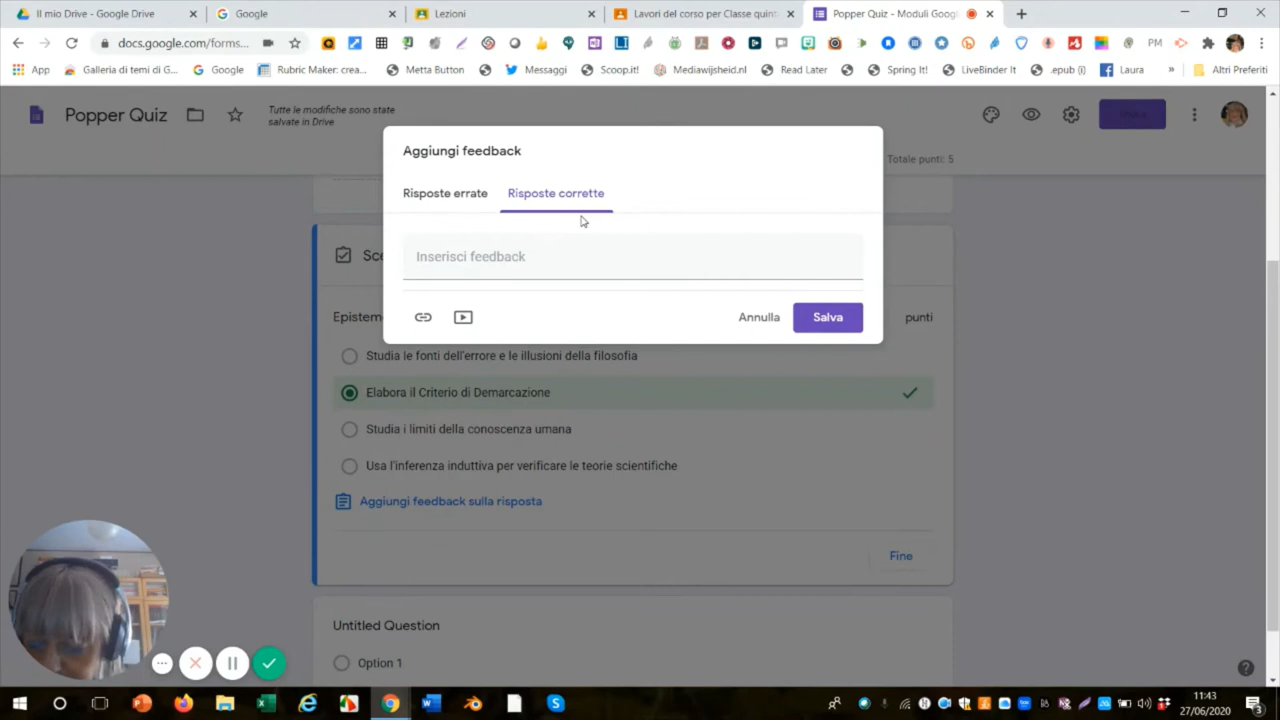 Il mio Drive - Google Drive
Google
Lezioni
Lavori del corso per Classe quint
Popper Quiz - Moduli Goog
docs.google.com/forms...
PM
App
Galleria di temi di G...
Google
Rubric Maker: crea...
Metta Button
Messaggi
Scoop.it!
Mediawijsheid.nl
Read Later
Spring It!
LiveBinder It
.epub (i)
Laura
»
Altri Preferiti
Popper Quiz
Tutte le modifiche sono state
salvate in Drive
Totale punti: 5
Aggiungi feedback
Risposte errate
Risposte corrette
Inserisci feedback
Annulla
Salva
Sce
Epistem
punti
Studia le fonti dell'errore e le illusioni della filosofia
Elabora il Criterio di Demarcazione
Studia i limiti della conoscenza umana
Usa l'inferenza induttiva per verificare le teorie scientifiche
Aggiungi feedback sulla risposta
Fine
Untitled Question
Option 1
11:43
27/06/2020
3